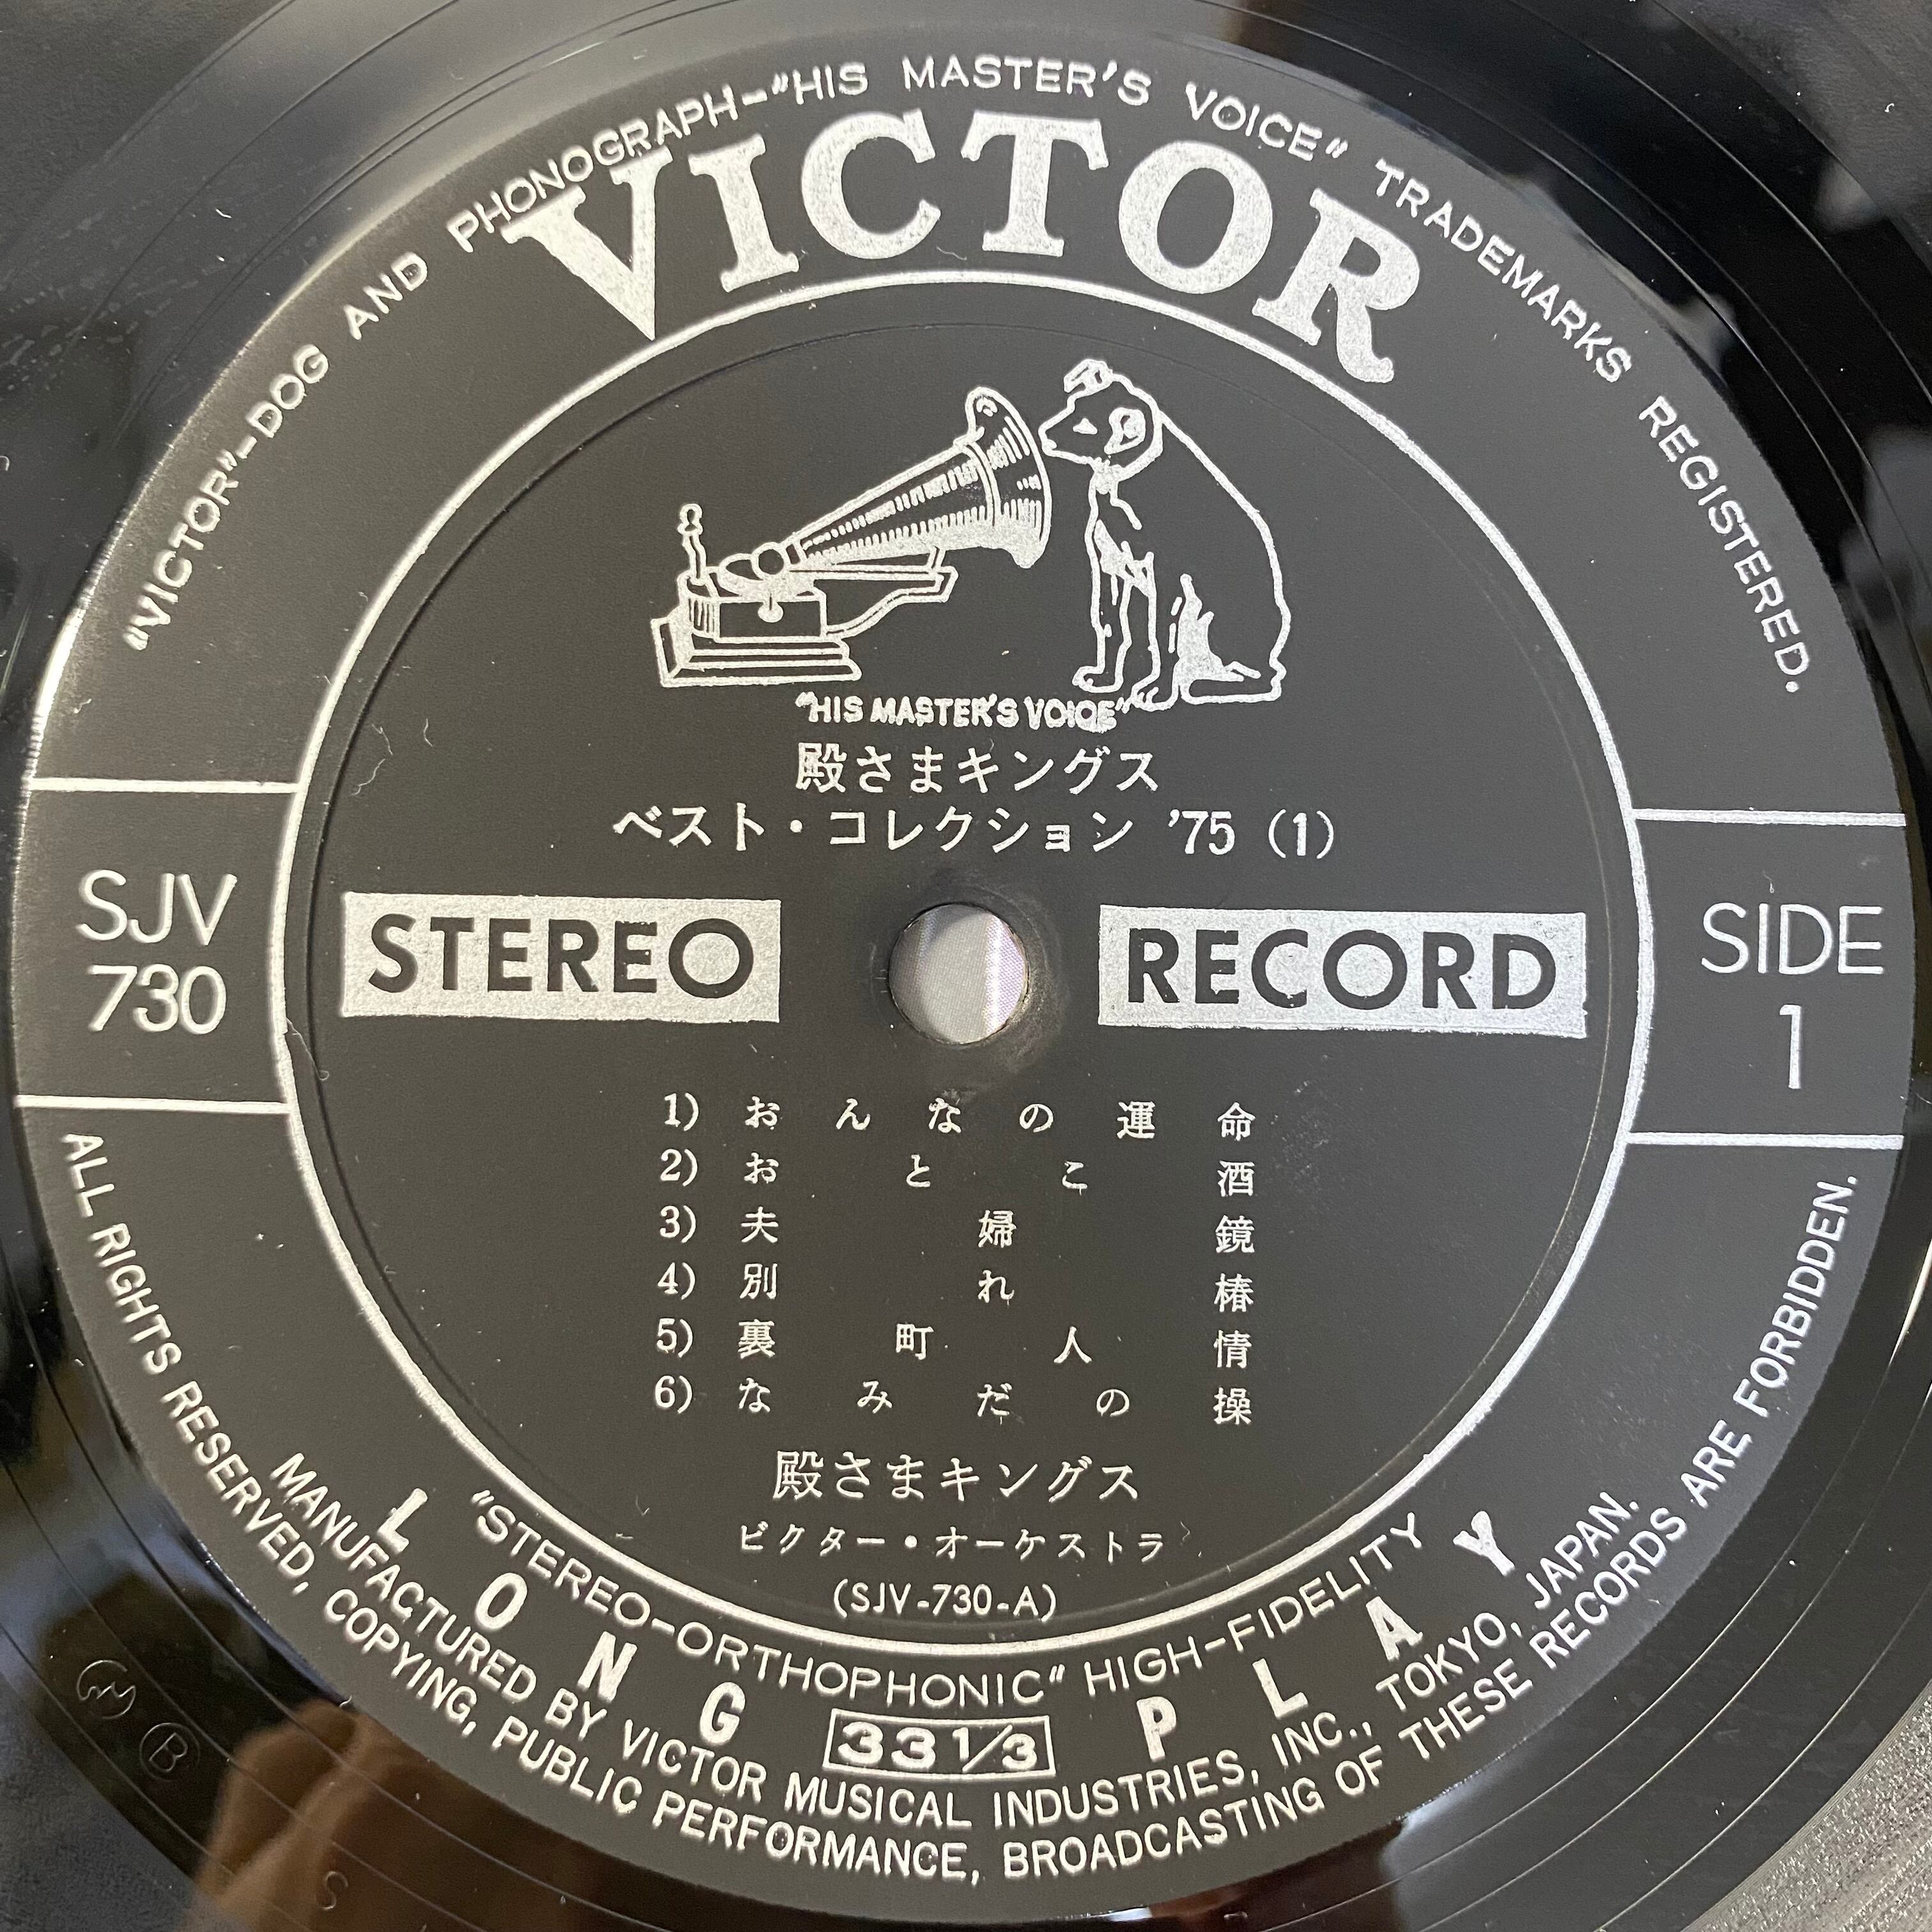 "VICTOR"-DOG AND PHONOGRAPH-"HIS MASTER'S VOICE" TRADEMARKS REGISTERED.
VICTOR
"HIS MASTER'S VOICE"
殿さまキングス
ベスト・コレクション '75 (1)
SJV
730
STEREO
RECORD
SIDE
1
1) おんなの運命
2) おとこ酒
3) 夫婦鏡
4) 別れ椿
5) 裏町人情
6) なみだの操
殿さまキングス
ビクター・オーケストラ
(SJV-730-A)
"STEREO-ORTHOPHONIC" HIGH-FIDELITY
LONG 33 1/3 PLAY
MANUFACTURED BY VICTOR MUSICAL INDUSTRIES, INC., TOKYO, JAPAN.
ALL RIGHTS RESERVED, COPYING, PUBLIC PERFORMANCE, BROADCASTING OF THESE RECORDS ARE FORBIDDEN.
B
S